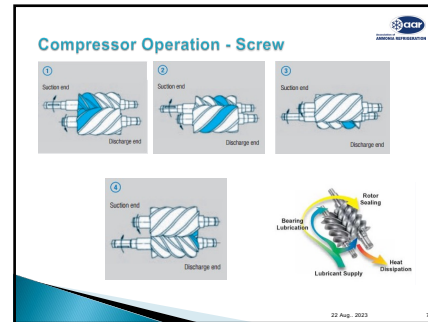 aar
AMMONIA REFRIGERATION
Compressor Operation - Screw
1
Suction end
Discharge end
2
Suction end
Discharge end
3
Suction end
Discharge end
4
Suction end
Discharge end
Rotor
Sealing
Bearing
Lubrication
Heat
Dissipation
Lubricant Supply
22 Aug.. 2023